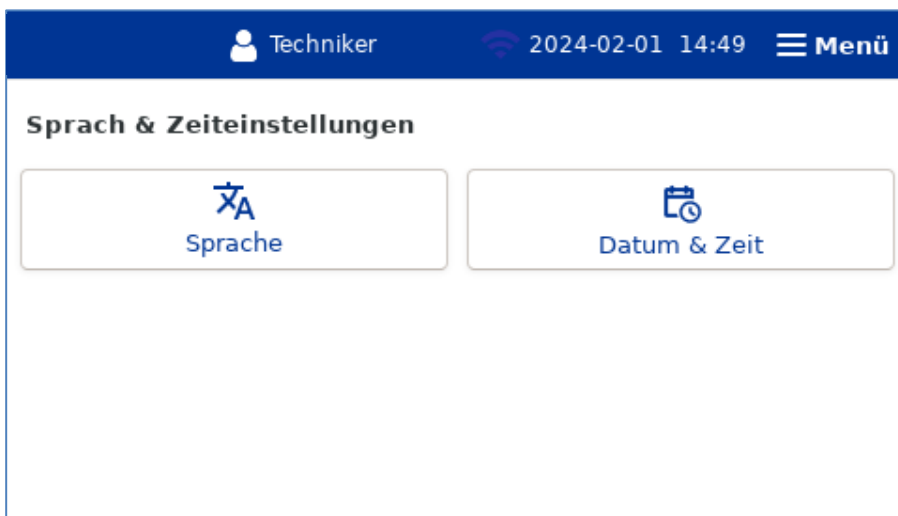 Techniker 2024-02-01 14:49 Menü
Sprach & Zeiteinstellungen
Sprache
Datum & Zeit